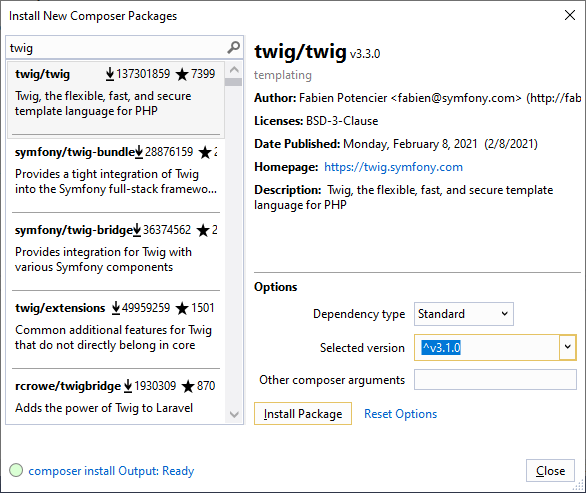 Install New Composer Packages
twig
twig/twig 137301859 7399
Twig, the flexible, fast, and secure
template language for PHP
symfony/twig-bundle 28876159 2
Provides a tight integration of Twig
into the Symfony full-stack framewo...
symfony/twig-bridge 36374562 2
Provides integration for Twig with
various Symfony components
twig/extensions 49959259 1501
Common additional features for Twig
that do not directly belong in core
rcrowe/twigbridge 1930309 870
Adds the power of Twig to Laravel
twig/twig v3.3.0
templating
Author: Fabien Potencier <fabien@symfony.com> (http://fab
Licenses: BSD-3-Clause
Date Published: Monday, February 8, 2021 (2/8/2021)
Homepage: https://twig.symfony.com
Description: Twig, the flexible, fast, and secure template
language for PHP
Options
Dependency type Standard
Selected version ^v3.1.0
Other composer arguments
Install Package Reset Options
composer install Output: Ready
Close